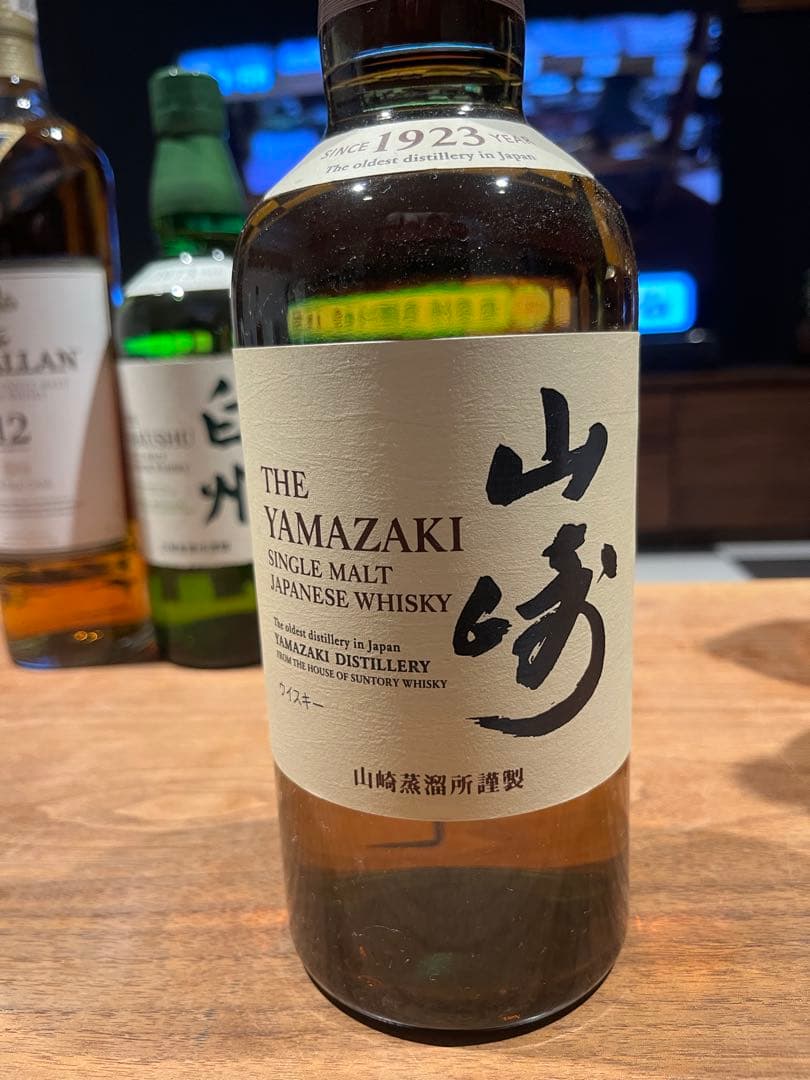 SINCE 1923 YEAR
The oldest distillery in Japan
山崎
THE
YAMAZAKI
SINGLE MALT
JAPANESE WHISKY
The oldest distillery in Japan
YAMAZAKI DISTILLERY
FROM THE HOUSE OF SUNTORY WHISKY
ウイスキー
山崎蒸溜所謹製
白州
12